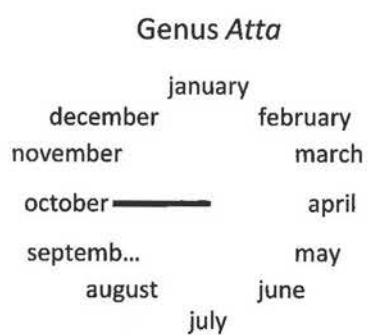 Genus Atta
january
december february
november march
october april
septemb... may
august june
july